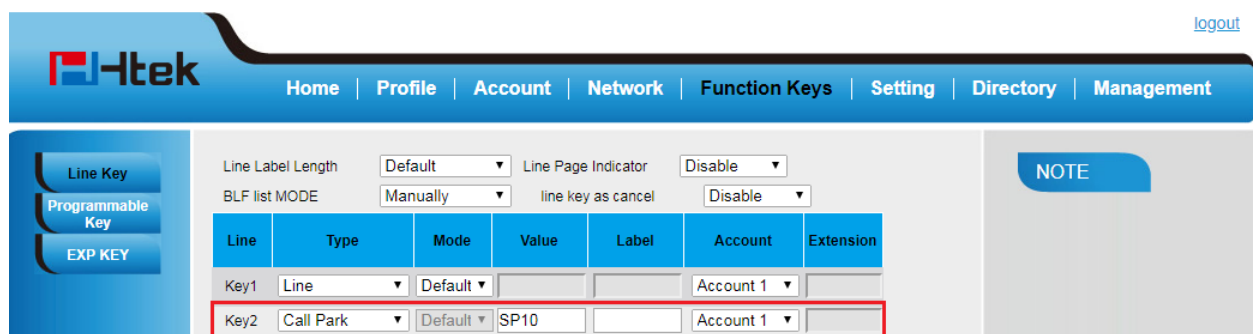 logout
Htek
Home Profile Account Network Function Keys Setting Directory Management
Line Key
Programmable Key
EXP KEY
Line Label Length Default Line Page Indicator Disable
BLF list MODE Manually line key as cancel Disable
Line Type Mode Value Label Account Extension
Key1 Line Default Account 1
Key2 Call Park Default SP10 Account 1
NOTE